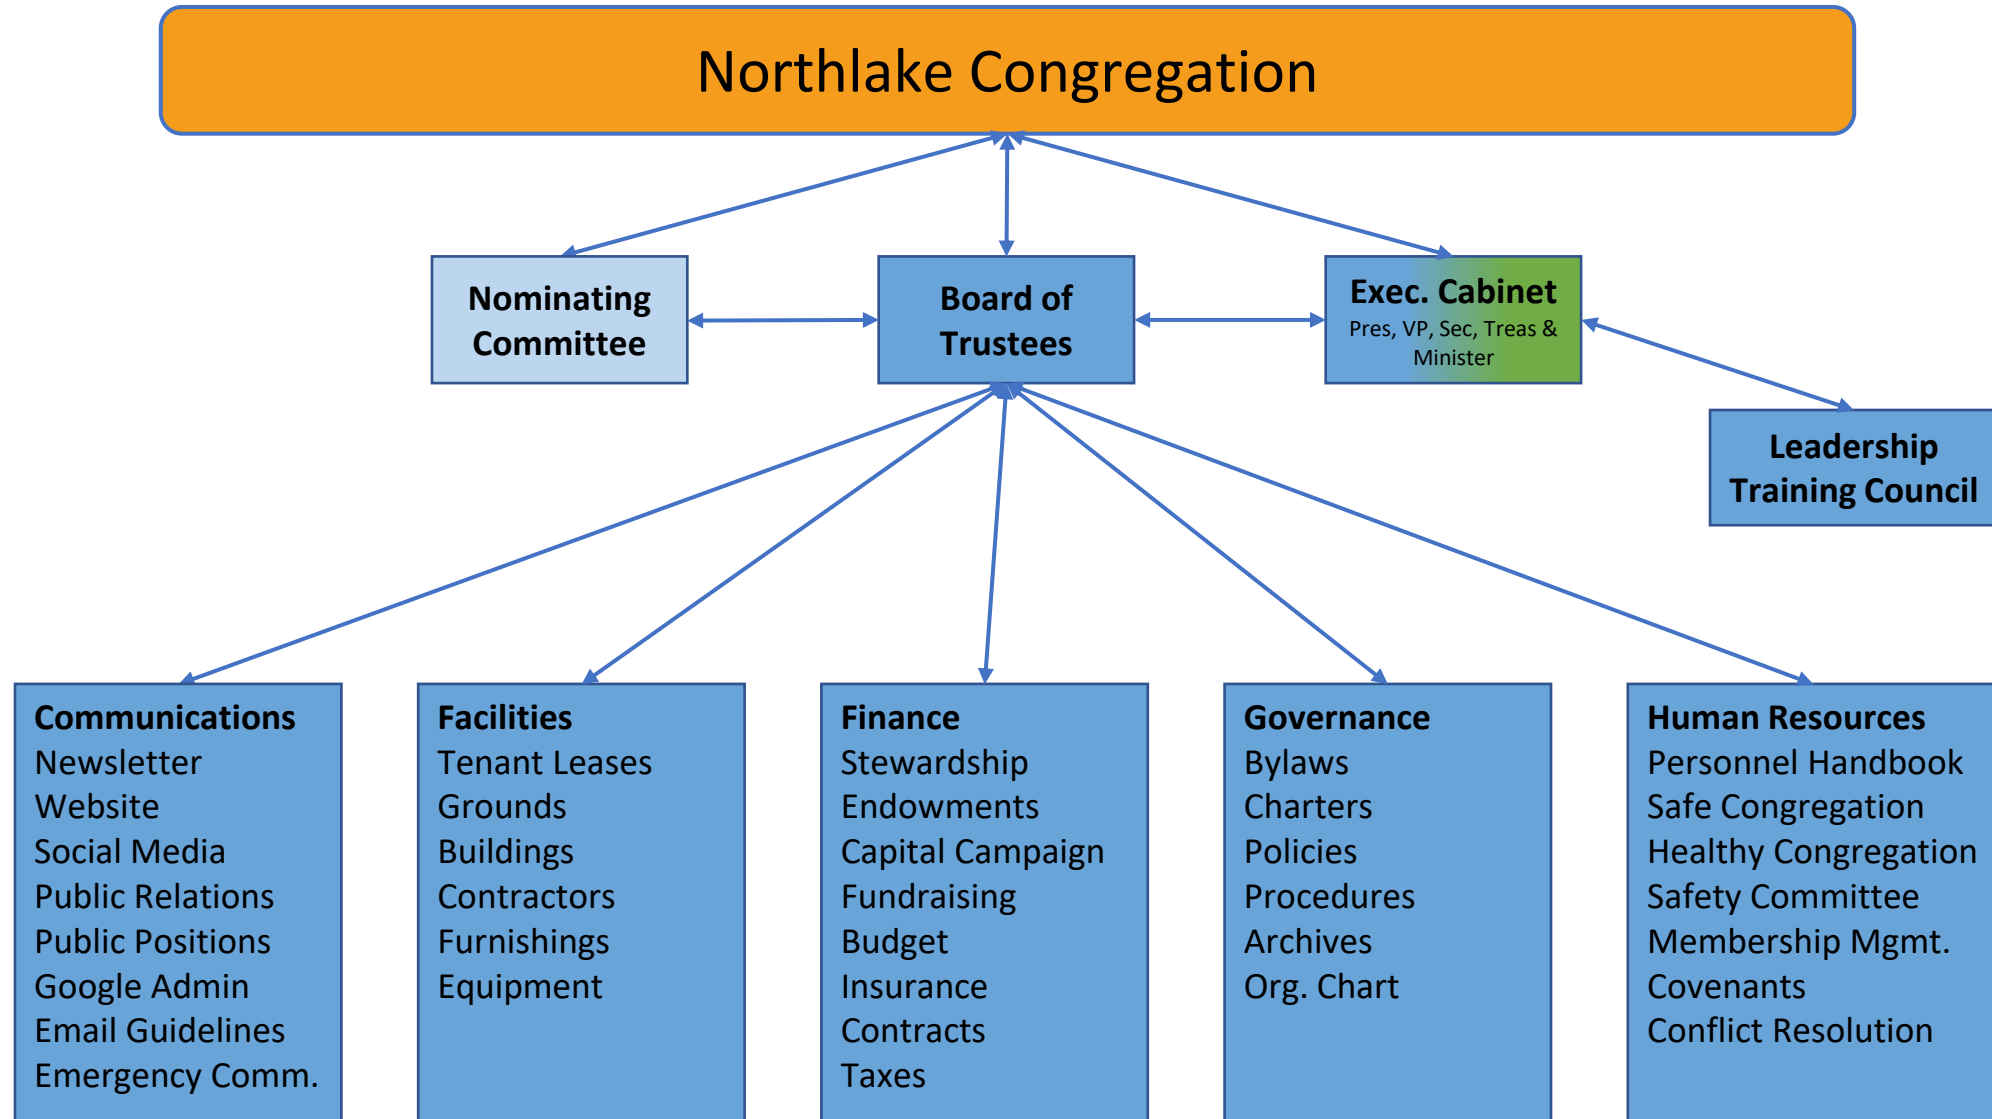 Northlake Congregation
Nominating
Committee
Board of
Trustees
Exec. Cabinet
Pres, VP, Sec, Treas &
Minister
Leadership
Training Council
Communications
Newsletter
Website
Social Media
Public Relations
Public Positions
Google Admin
Email Guidelines
Emergency Comm.
Facilities
Tenant Leases
Grounds
Buildings
Contractors
Furnishings
Equipment
Finance
Stewardship
Endowments
Capital Campaign
Fundraising
Budget
Insurance
Contracts
Taxes
Governance
Bylaws
Charters
Policies
Procedures
Archives
Org. Chart
Human Resources
Personnel Handbook
Safe Congregation
Healthy Congregation
Safety Committee
Membership Mgmt.
Covenants
Conflict Resolution